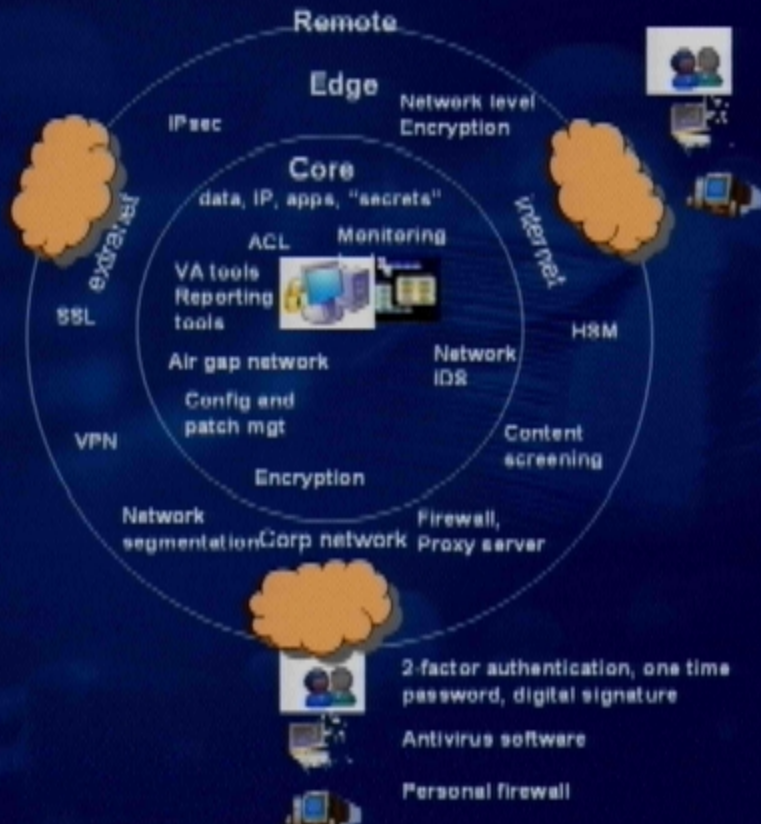 Remote
Edge
IPsec
Network level
Encryption
Core
data, IP, apps, "secrets"
extranet
internet
ACL
Monitoring
VA tools
Reporting
tools
SSL
HSM
Air gap network
Network
IDS
Config and
patch mgt
VPN
Content
screening
Encryption
Network
segmentation
Corp network
Firewall,
Proxy server
2-factor authentication, one time
password, digital signature
Antivirus software
Personal firewall